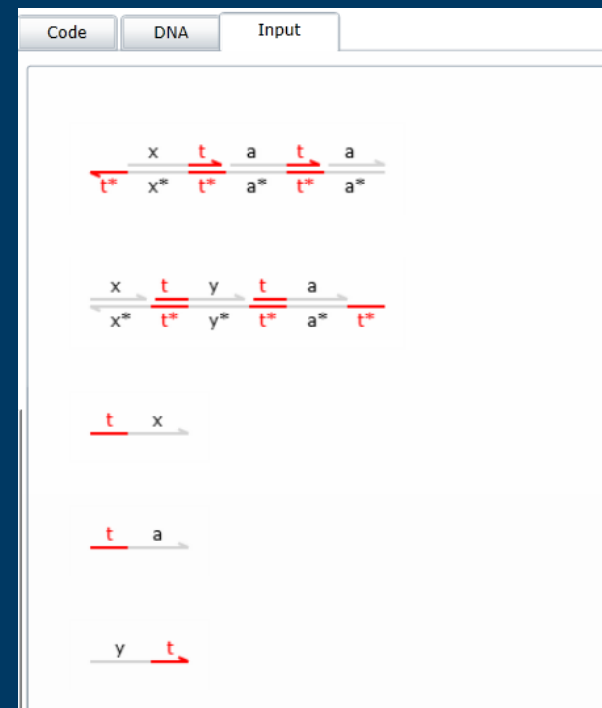 Code DNA Input
x t a t a
t* x* t* a* t* a*
x t y t a
x* t* y* t* a* t*
t x
t a
y t